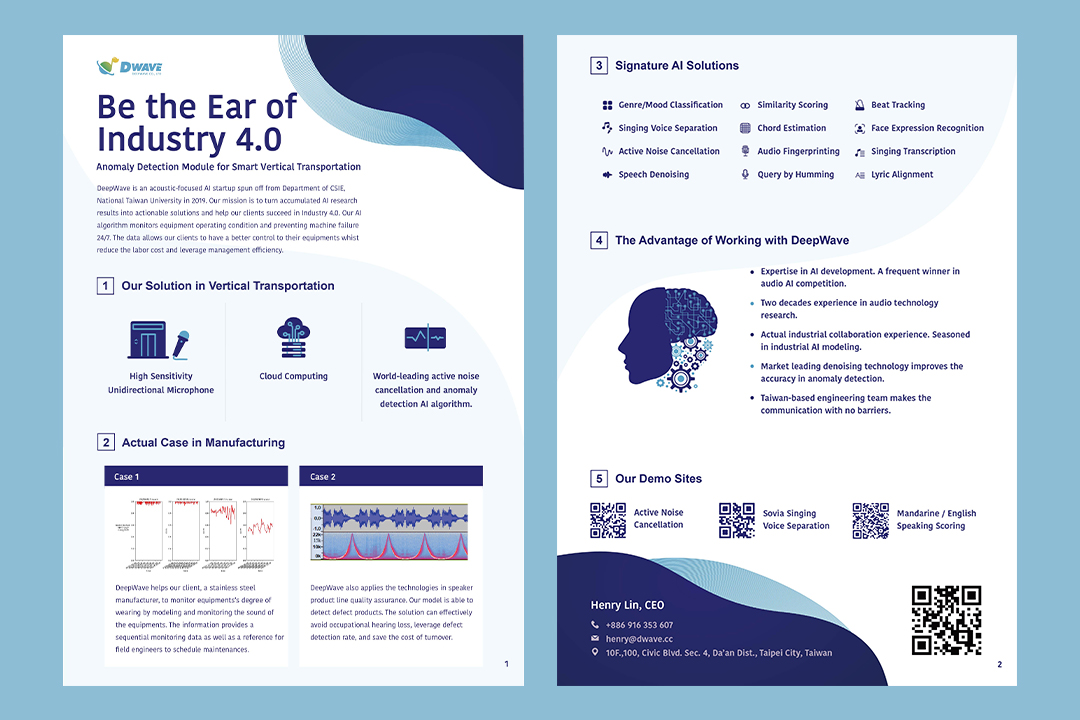 DWAVE
Be the Ear of
Industry 4.0
Anomaly Detection Module for Smart Vertical Transportation
DeepWave is an acoustic-focused AI startup spun off from Department of CSIE,
National Taiwan University in 2019. Our mission is to turn accumulated AI research
results into actionable solutions and help our clients succeed in Industry 4.0. Our AI
algorithm monitors equipment operating condition and preventing machine failure
24/7. The data allows our clients to have a better control to their equipments whist
reduce the labor cost and leverage management efficiency.
1 Our Solution in Vertical Transportation
High Sensitivity
Unidirectional Microphone
Cloud Computing
World-leading active noise
cancellation and anomaly
detection AI algorithm.
2 Actual Case in Manufacturing
Case 1
DeepWave helps our client, a stainless steel
manufacturer, to monitor equipments's degree of
wearing by modeling and monitoring the sound of
the equipments. The information provides a
sequential monitoring data as well as a reference for
field engineers to schedule maintenances.
Case 2
1,0
0,0
-1,0
22k
15k
10k
0k
DeepWave also applies the technologies in speaker
product line quality assurance. Our model is able to
detect defect products. The solution can effectively
avoid occupational hearing loss, leverage defect
detection rate, and save the cost of turnover.
1
3 Signature AI Solutions
Genre/Mood Classification
Singing Voice Separation
Active Noise Cancellation
Speech Denoising
Similarity Scoring
Chord Estimation
Audio Fingerprinting
Query by Humming
Beat Tracking
Face Expression Recognition
Singing Transcription
Lyric Alignment
4 The Advantage of Working with DeepWave
Expertise in AI development. A frequent winner in
audio AI competition.
Two decades experience in audio technology
research.
Actual industrial collaboration experience. Seasoned
in industrial AI modeling.
Market leading denoising technology improves the
accuracy in anomaly detection.
Taiwan-based engineering team makes the
communication with no barriers.
5 Our Demo Sites
Active Noise
Cancellation
Sovia Singing
Voice Separation
Mandarine / English
Speaking Scoring
Henry Lin, CEO
+886 916 353 607
henry@dwave.cc
10F.,100, Civic Blvd. Sec. 4, Da'an Dist., Taipei City, Taiwan
2